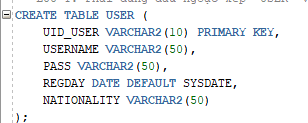 CREATE TABLE USER (
UID_USER VARCHAR2(10) PRIMARY KEY,
USERNAME VARCHAR2(50),
PASS VARCHAR2(50),
REGDAY DATE DEFAULT SYSDATE,
NATIONALITY VARCHAR2(50)
);